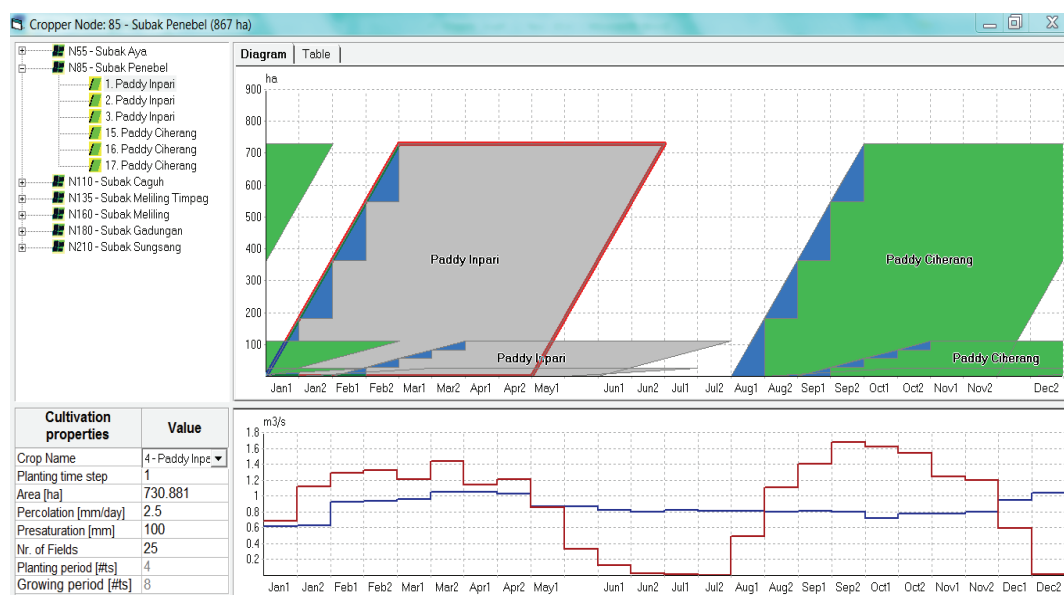 Cropper Node: 85 - Subak Penebel (867 ha)
N55 - Subak Aya
N85 - Subak Penebel
1. Paddy Inpari
2. Paddy Inpari
3. Paddy Inpari
15. Paddy Ciherang
16. Paddy Ciherang
17. Paddy Ciherang
N110 - Subak Caguh
N135 - Subak Meliling Timpag
N160 - Subak Meliling
N180 - Subak Gadungan
N210 - Subak Sungsang
Diagram Table
ha
900
800
700
600
500
400
300
200
100
Paddy Inpari
Paddy Ciherang
Paddy Inpari
Paddy Ciherang
Jan1 Jan2 Feb1 Feb2 Mar1 Mar2 Apr1 Apr2 May1 Jun1 Jun2 Jul1 Jul2 Aug1 Aug2 Sep1 Sep2 Oct1 Oct2 Nov1 Nov2 Dec2
Cultivation properties Value
Crop Name 4 - Paddy Inpa
Planting time step 1
Area [ha] 730.881
Percolation [mm/day] 2.5
Presaturation [mm] 100
Nr. of Fields 25
Planting period [#ts] 4
Growing period [#ts] 8
m3/s
1.8
1.6
1.4
1.2
1
0.8
0.6
0.4
0.2
Jan1 Jan2 Feb1 Feb2 Mar1 Mar2 Apr1 Apr2 May1 Jun1 Jun2 Jul1 Jul2 Aug1 Aug2 Sep1 Sep2 Oct1 Oct2 Nov1 Nov2 Dec1 Dec2